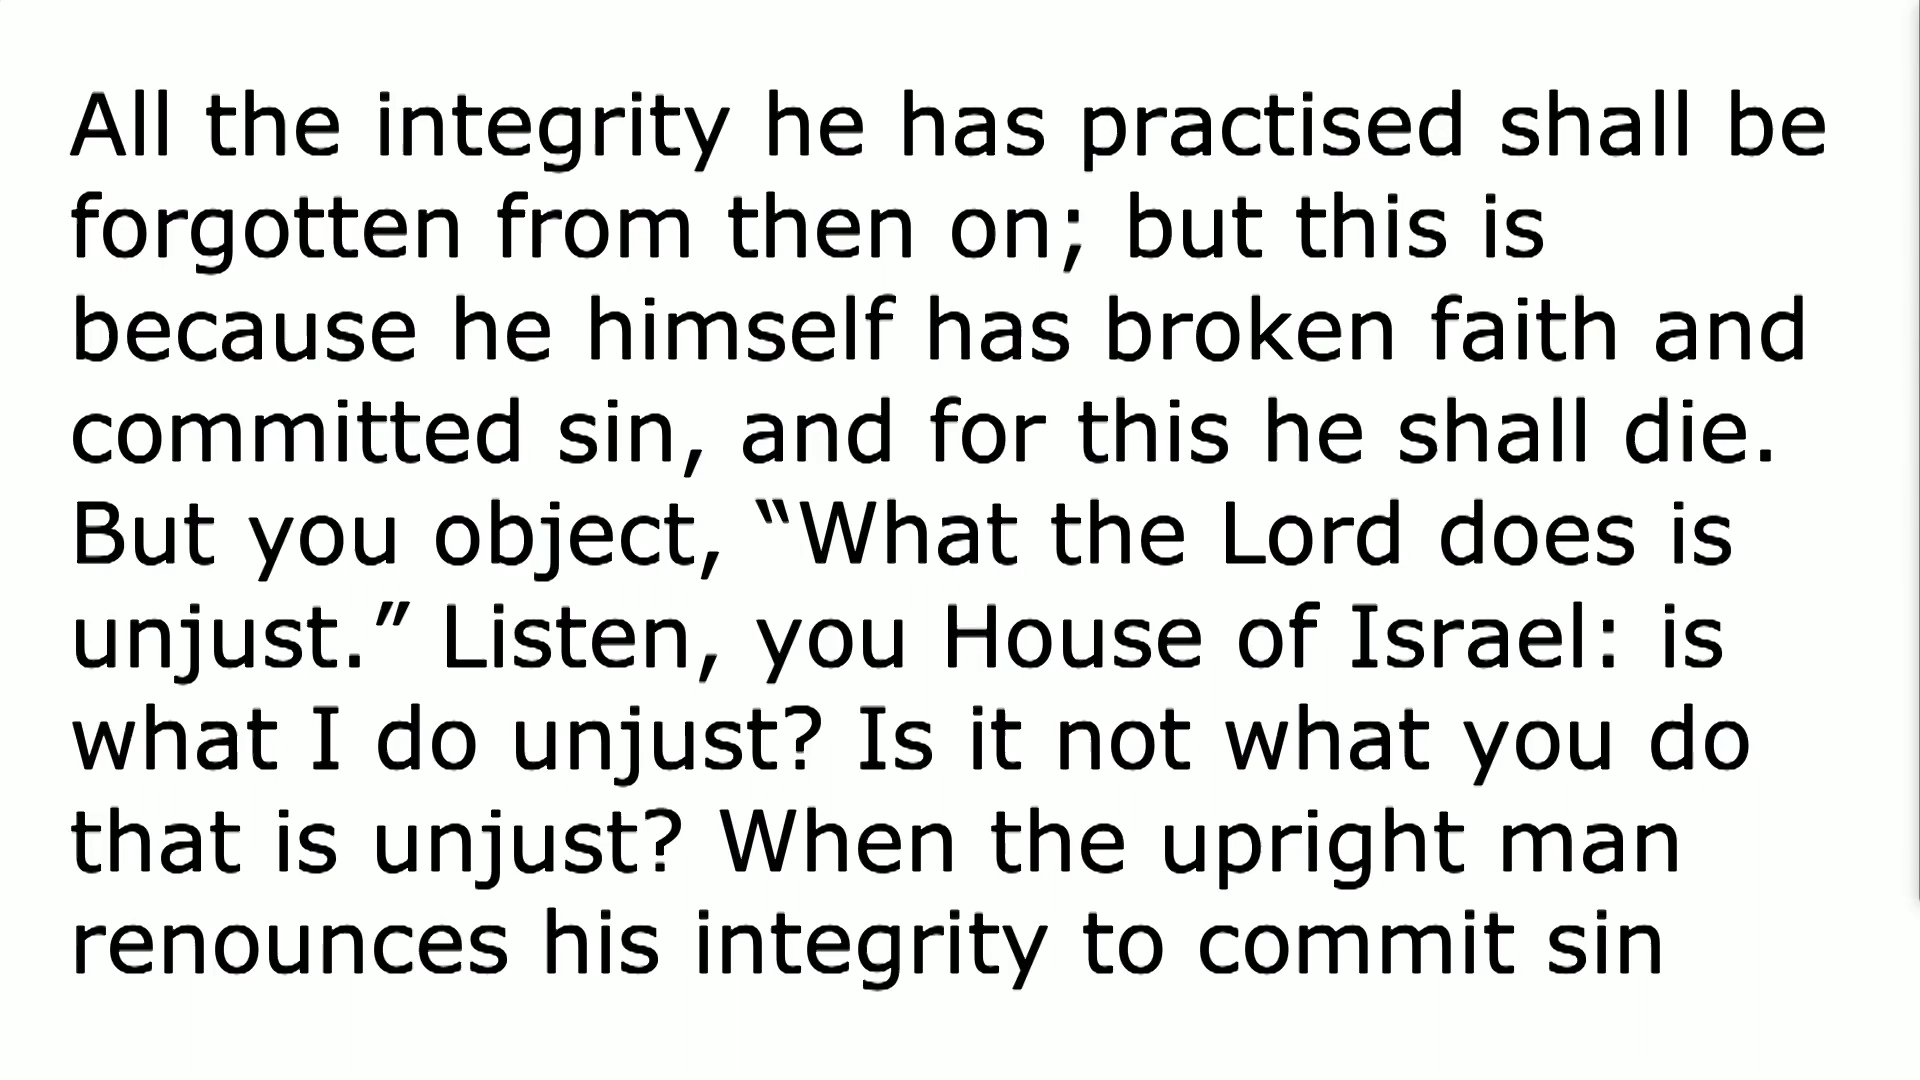 All the integrity he has practised shall be
forgotten from then on; but this is
because he himself has broken faith and
committed sin, and for this he shall die.
But you object, “What the Lord does is
unjust.” Listen, you House of Israel: is
what I do unjust? Is it not what you do
that is unjust? When the upright man
renounces his integrity to commit sin